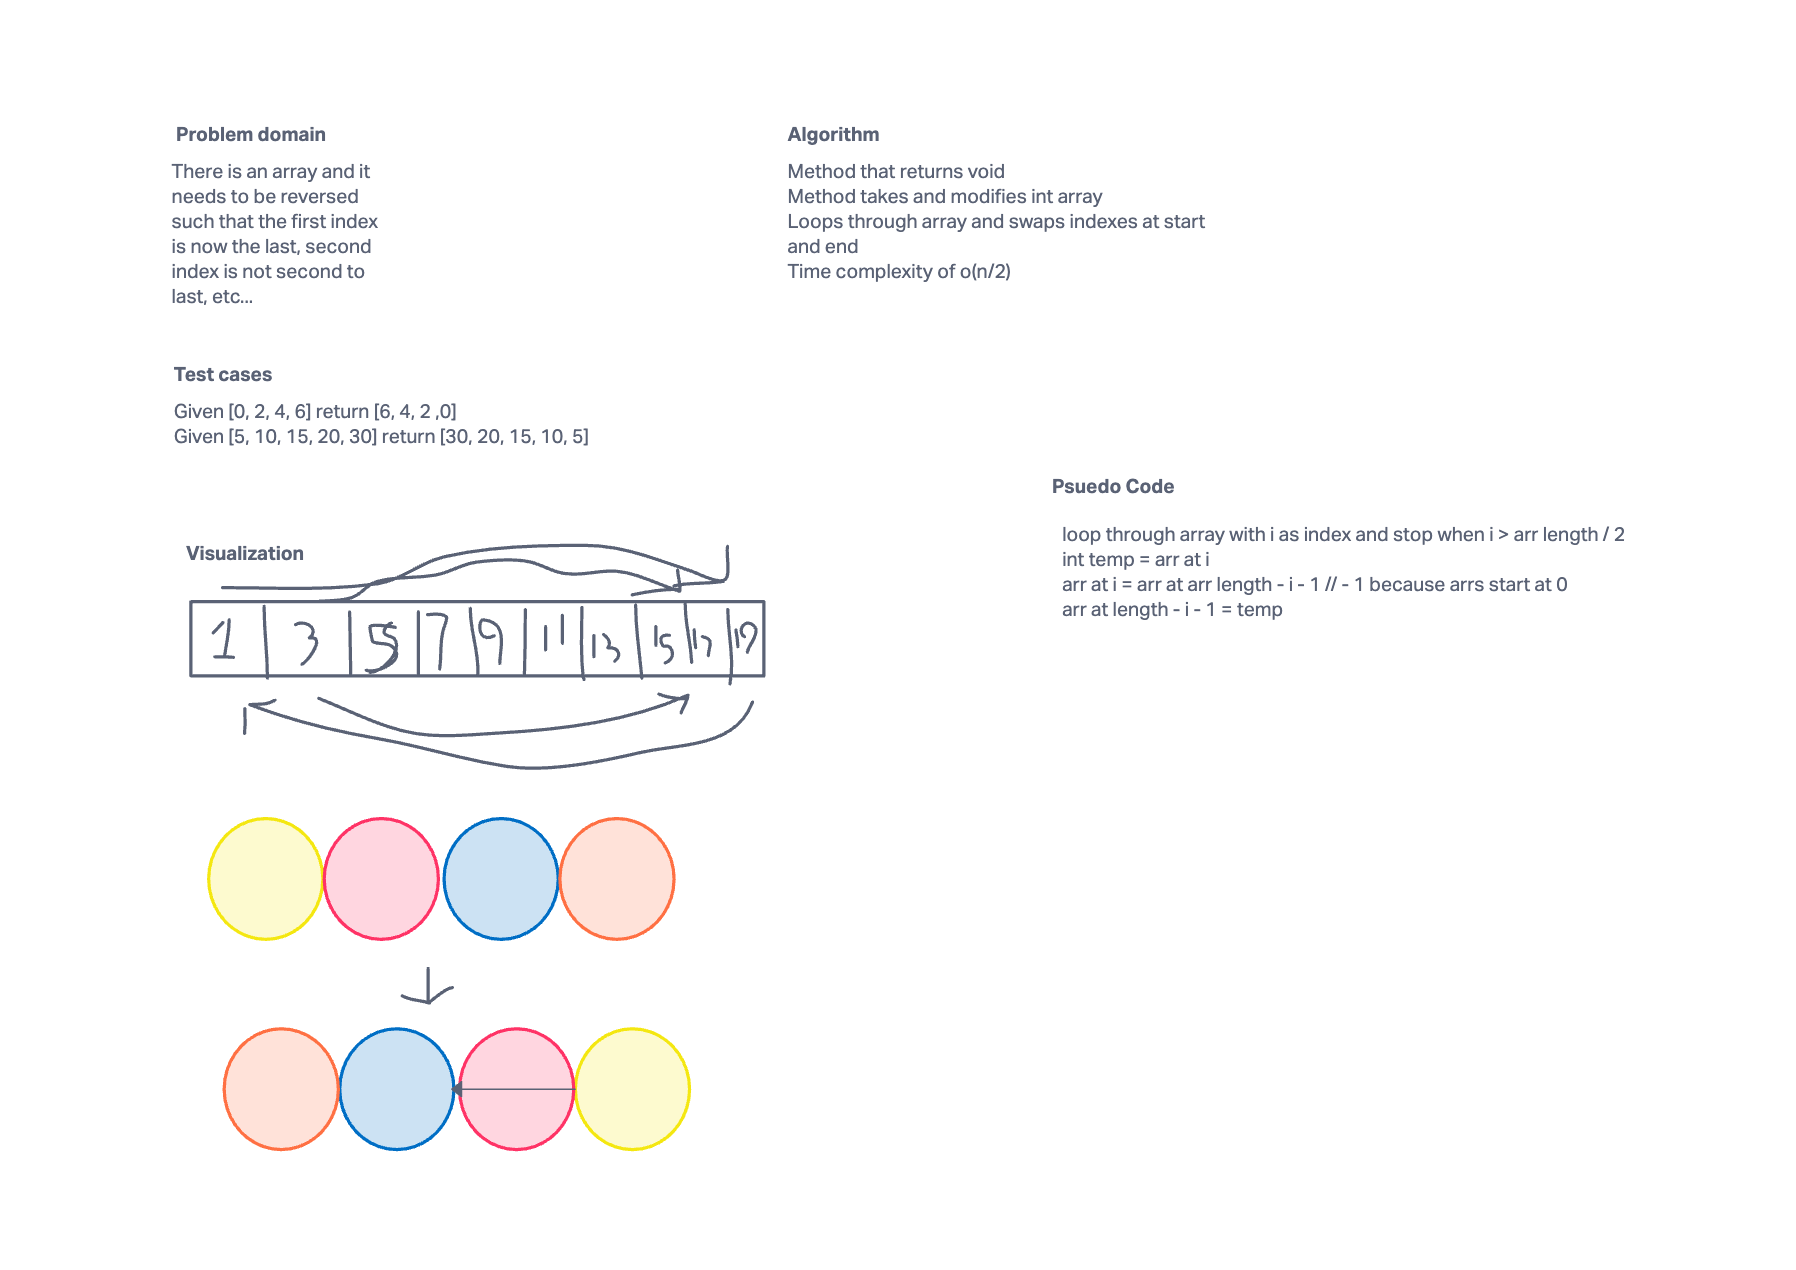 Problem domain
There is an array and it
needs to be reversed
such that the first index
is now the last, second
index is not second to
last, etc...
Algorithm
Method that returns void
Method takes and modifies int array
Loops through array and swaps indexes at start
and end
Time complexity of o(n/2)
Test cases
Given [0, 2, 4, 6] return [6, 4, 2 ,0]
Given [5, 10, 15, 20, 30] return [30, 20, 15, 10, 5]
Psuedo Code
loop through array with i as index and stop when i > arr length / 2
int temp = arr at i
arr at i = arr at arr length - i - 1 // - 1 because arrs start at 0
arr at length - i - 1 = temp
Visualization
1 3 5 7 9 11 13 15 17 19